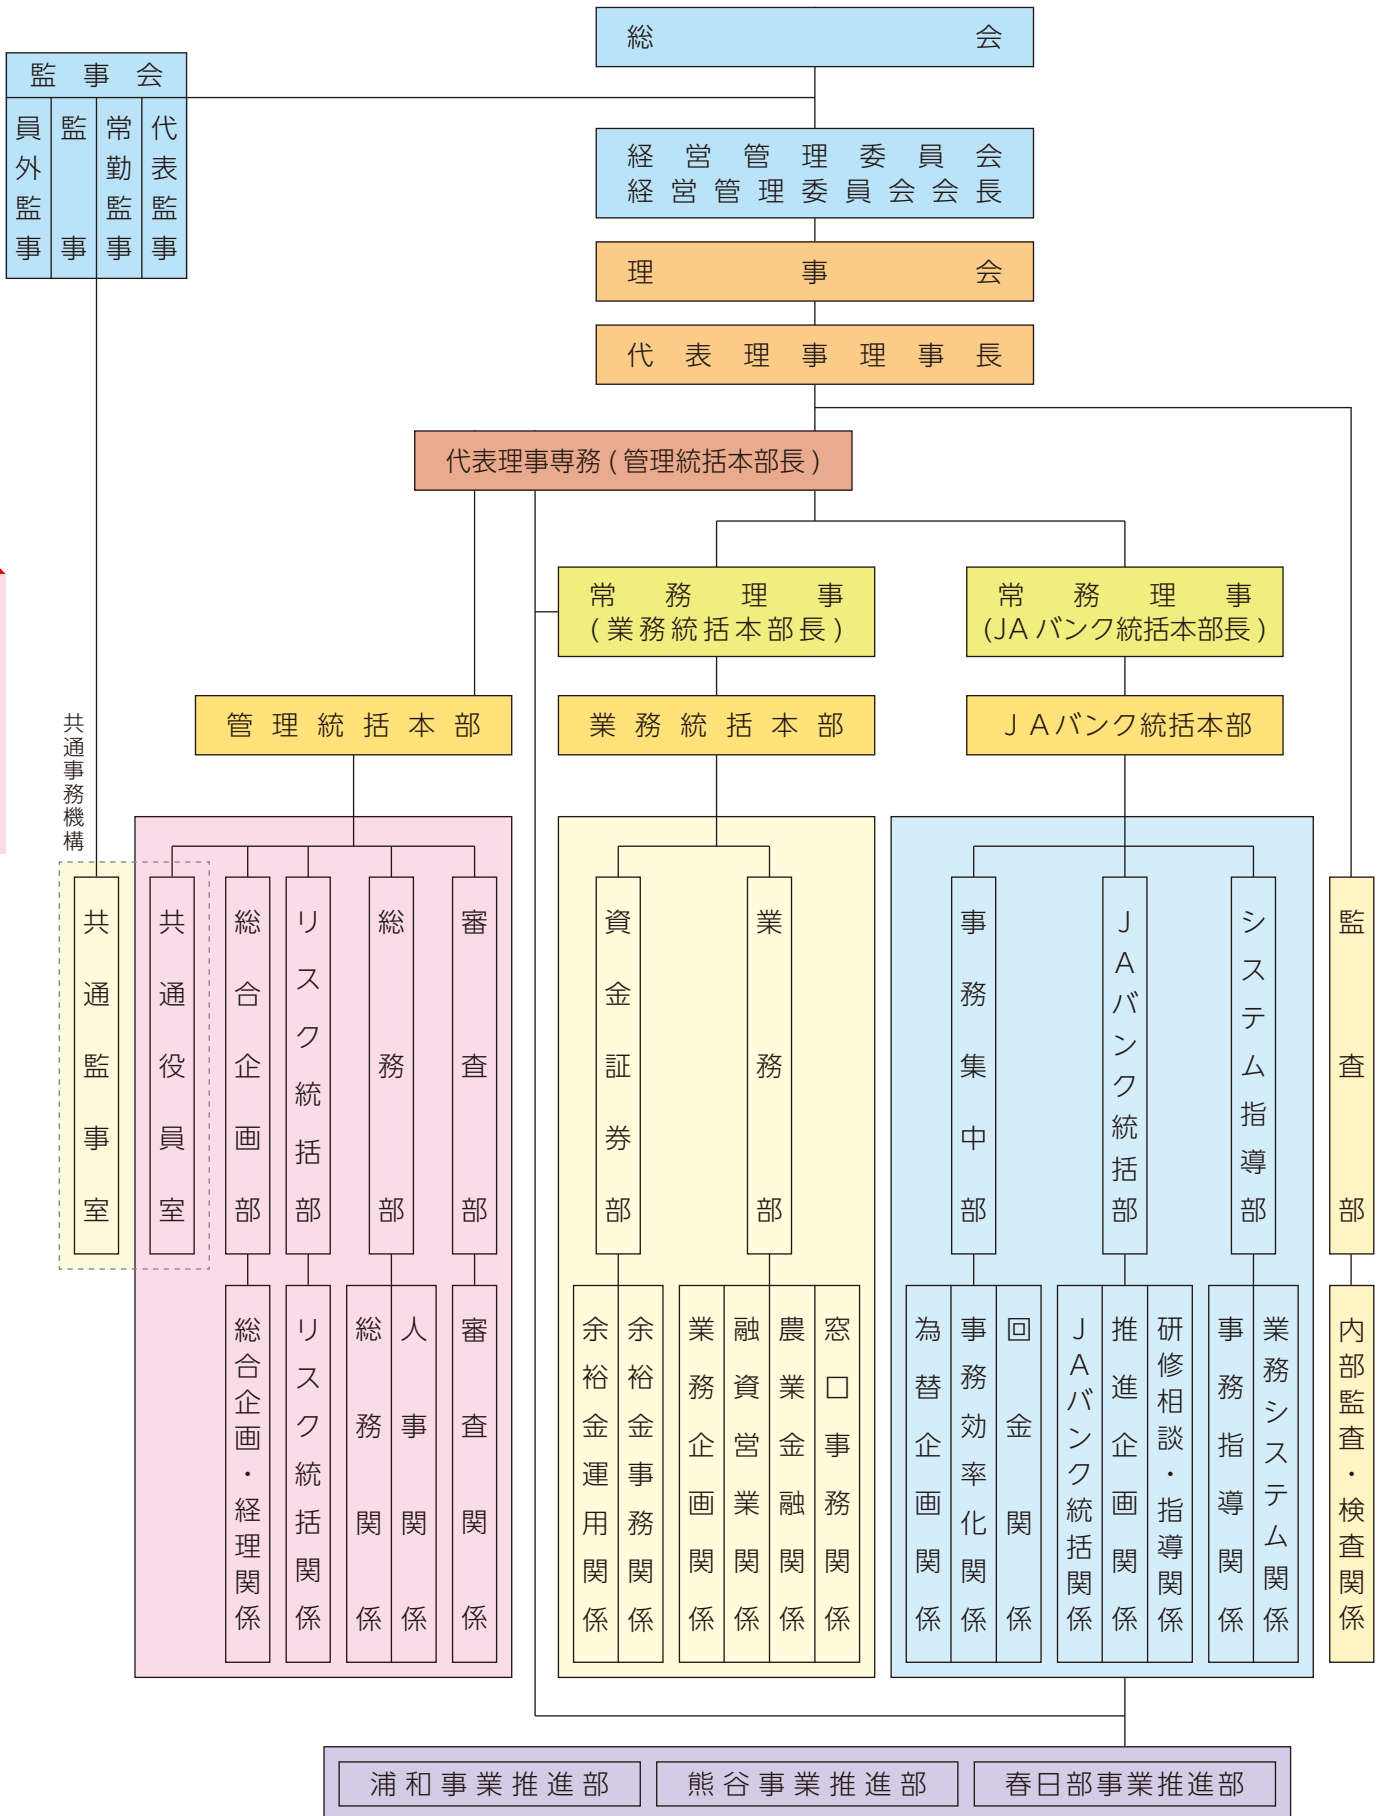 総会
監事会
代表監事
常勤監事
監事
員外監事
経営管理委員会
経営管理委員会会長
理事会
代表理事理事長
代表理事専務(管理統括本部長)
常務理事
(業務統括本部長)
常務理事
(JAバンク統括本部長)
管理統括本部
業務統括本部
JAバンク統括本部
共通事務機構
共通監事室
共通役員室
総合企画部
リスク統括部
総務部
審査部
資金証券部
業務部
事務集中部
JAバンク統括部
システム指導部
監査部
総合企画・経理関係
リスク統括関係
総務関係
人事関係
審査関係
余裕金運用関係
余裕金事務関係
業務企画関係
融資営業関係
農業金融関係
窓口事務関係
為替企画関係
事務効率化関係
回金関係
JAバンク統括関係
推進企画関係
研修相談・指導関係
事務指導関係
業務システム関係
内部監査・検査関係
浦和事業推進部
熊谷事業推進部
春日部事業推進部